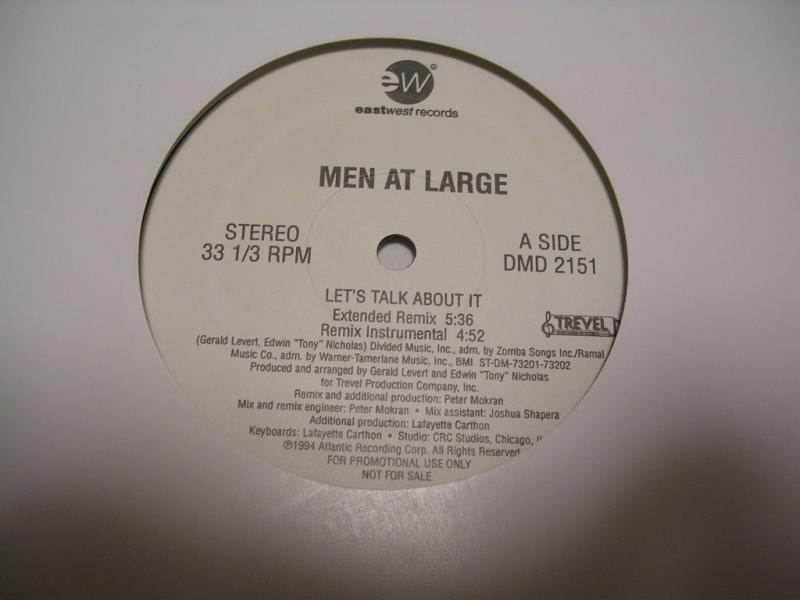 ew®
eastwest records
MEN AT LARGE
STEREO
33 1/3 RPM
A SIDE
DMD 2151
LET'S TALK ABOUT IT
Extended Remix 5:36
Remix Instrumental 4:52
TREVEL
(Gerald Levert, Edwin "Tony" Nicholas) Divided Music, Inc., adm. by Zomba Songs Inc./Ramal
Music Co., adm. by Warner-Tamerlane Music, Inc., BMI ST-DM-73201-73202
Produced and arranged by Gerald Levert and Edwin "Tony" Nicholas
for Trevel Production Company, Inc.
Remix and additional production: Peter Mokran
Mix and remix engineer: Peter Mokran • Mix assistant: Joshua Shapera
Additional production: Lafayette Carthon
Keyboards: Lafayette Carthon • Studio: CRC Studios, Chicago,
℗1994 Atlantic Recording Corp. All Rights Reserved
FOR PROMOTIONAL USE ONLY
NOT FOR SALE